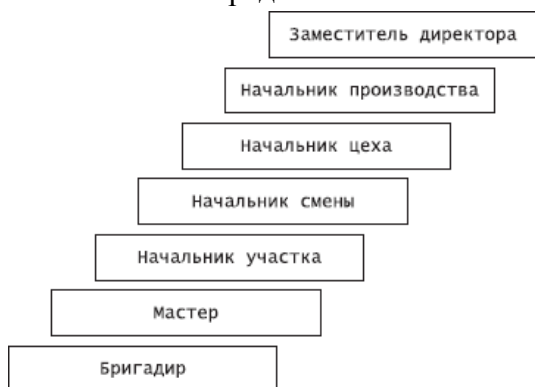 Заместитель директора
Начальник производства
Начальник цеха
Начальник смены
Начальник участка
Мастер
Бригадир